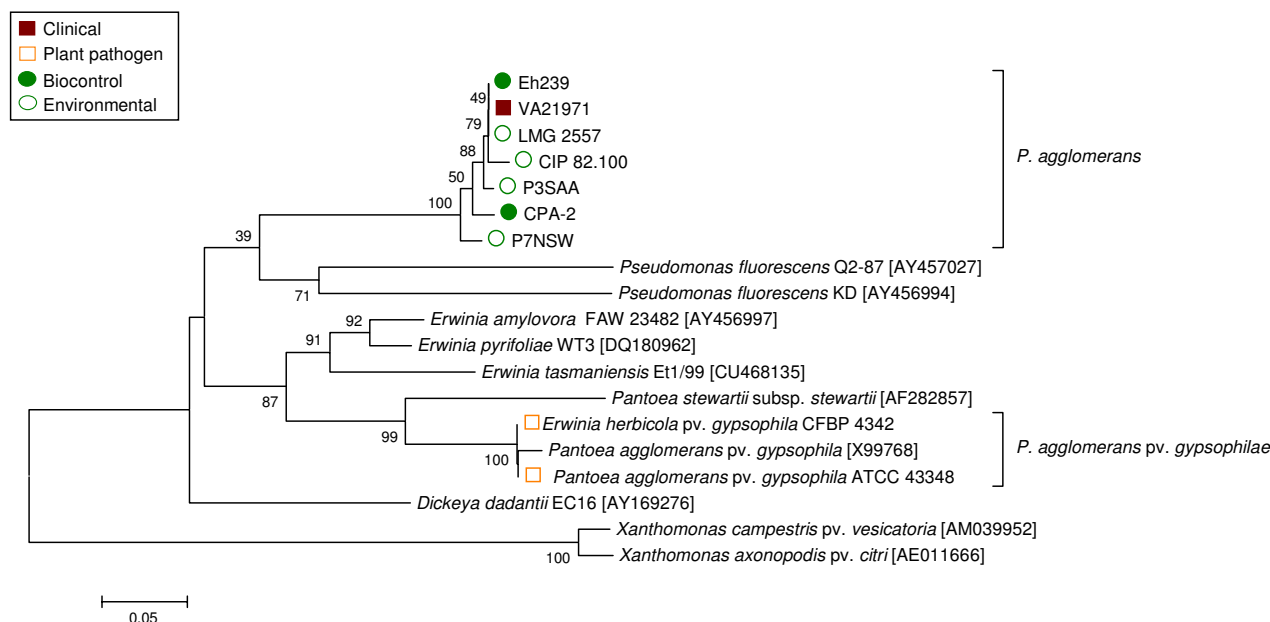 Clinical
Plant pathogen
Biocontrol
Environmental
Eh239
49
VA21971
79
LMG 2557
88
CIP 82.100
50
P3SAA
100
CPA-2
P7NSW
P. agglomerans
39
Pseudomonas fluorescens Q2-87 [AY457027]
71
Pseudomonas fluorescens KD [AY456994]
92
Erwinia amylovora FAW 23482 [AY456997]
91
Erwinia pyrifoliae WT3 [DQ180962]
Erwinia tasmaniensis Et1/99 [CU468135]
87
Pantoea stewartii subsp. stewartii [AF282857]
99
Erwinia herbicola pv. gypsophila CFBP 4342
100
Pantoea agglomerans pv. gypsophila [X99768]
Pantoea agglomerans pv. gypsophila ATCC 43348
P. agglomerans pv. gypsophilae
Dickeya dadantii EC16 [AY169276]
Xanthomonas campestris pv. vesicatoria [AM039952]
100
Xanthomonas axonopodis pv. citri [AE011666]
0.05